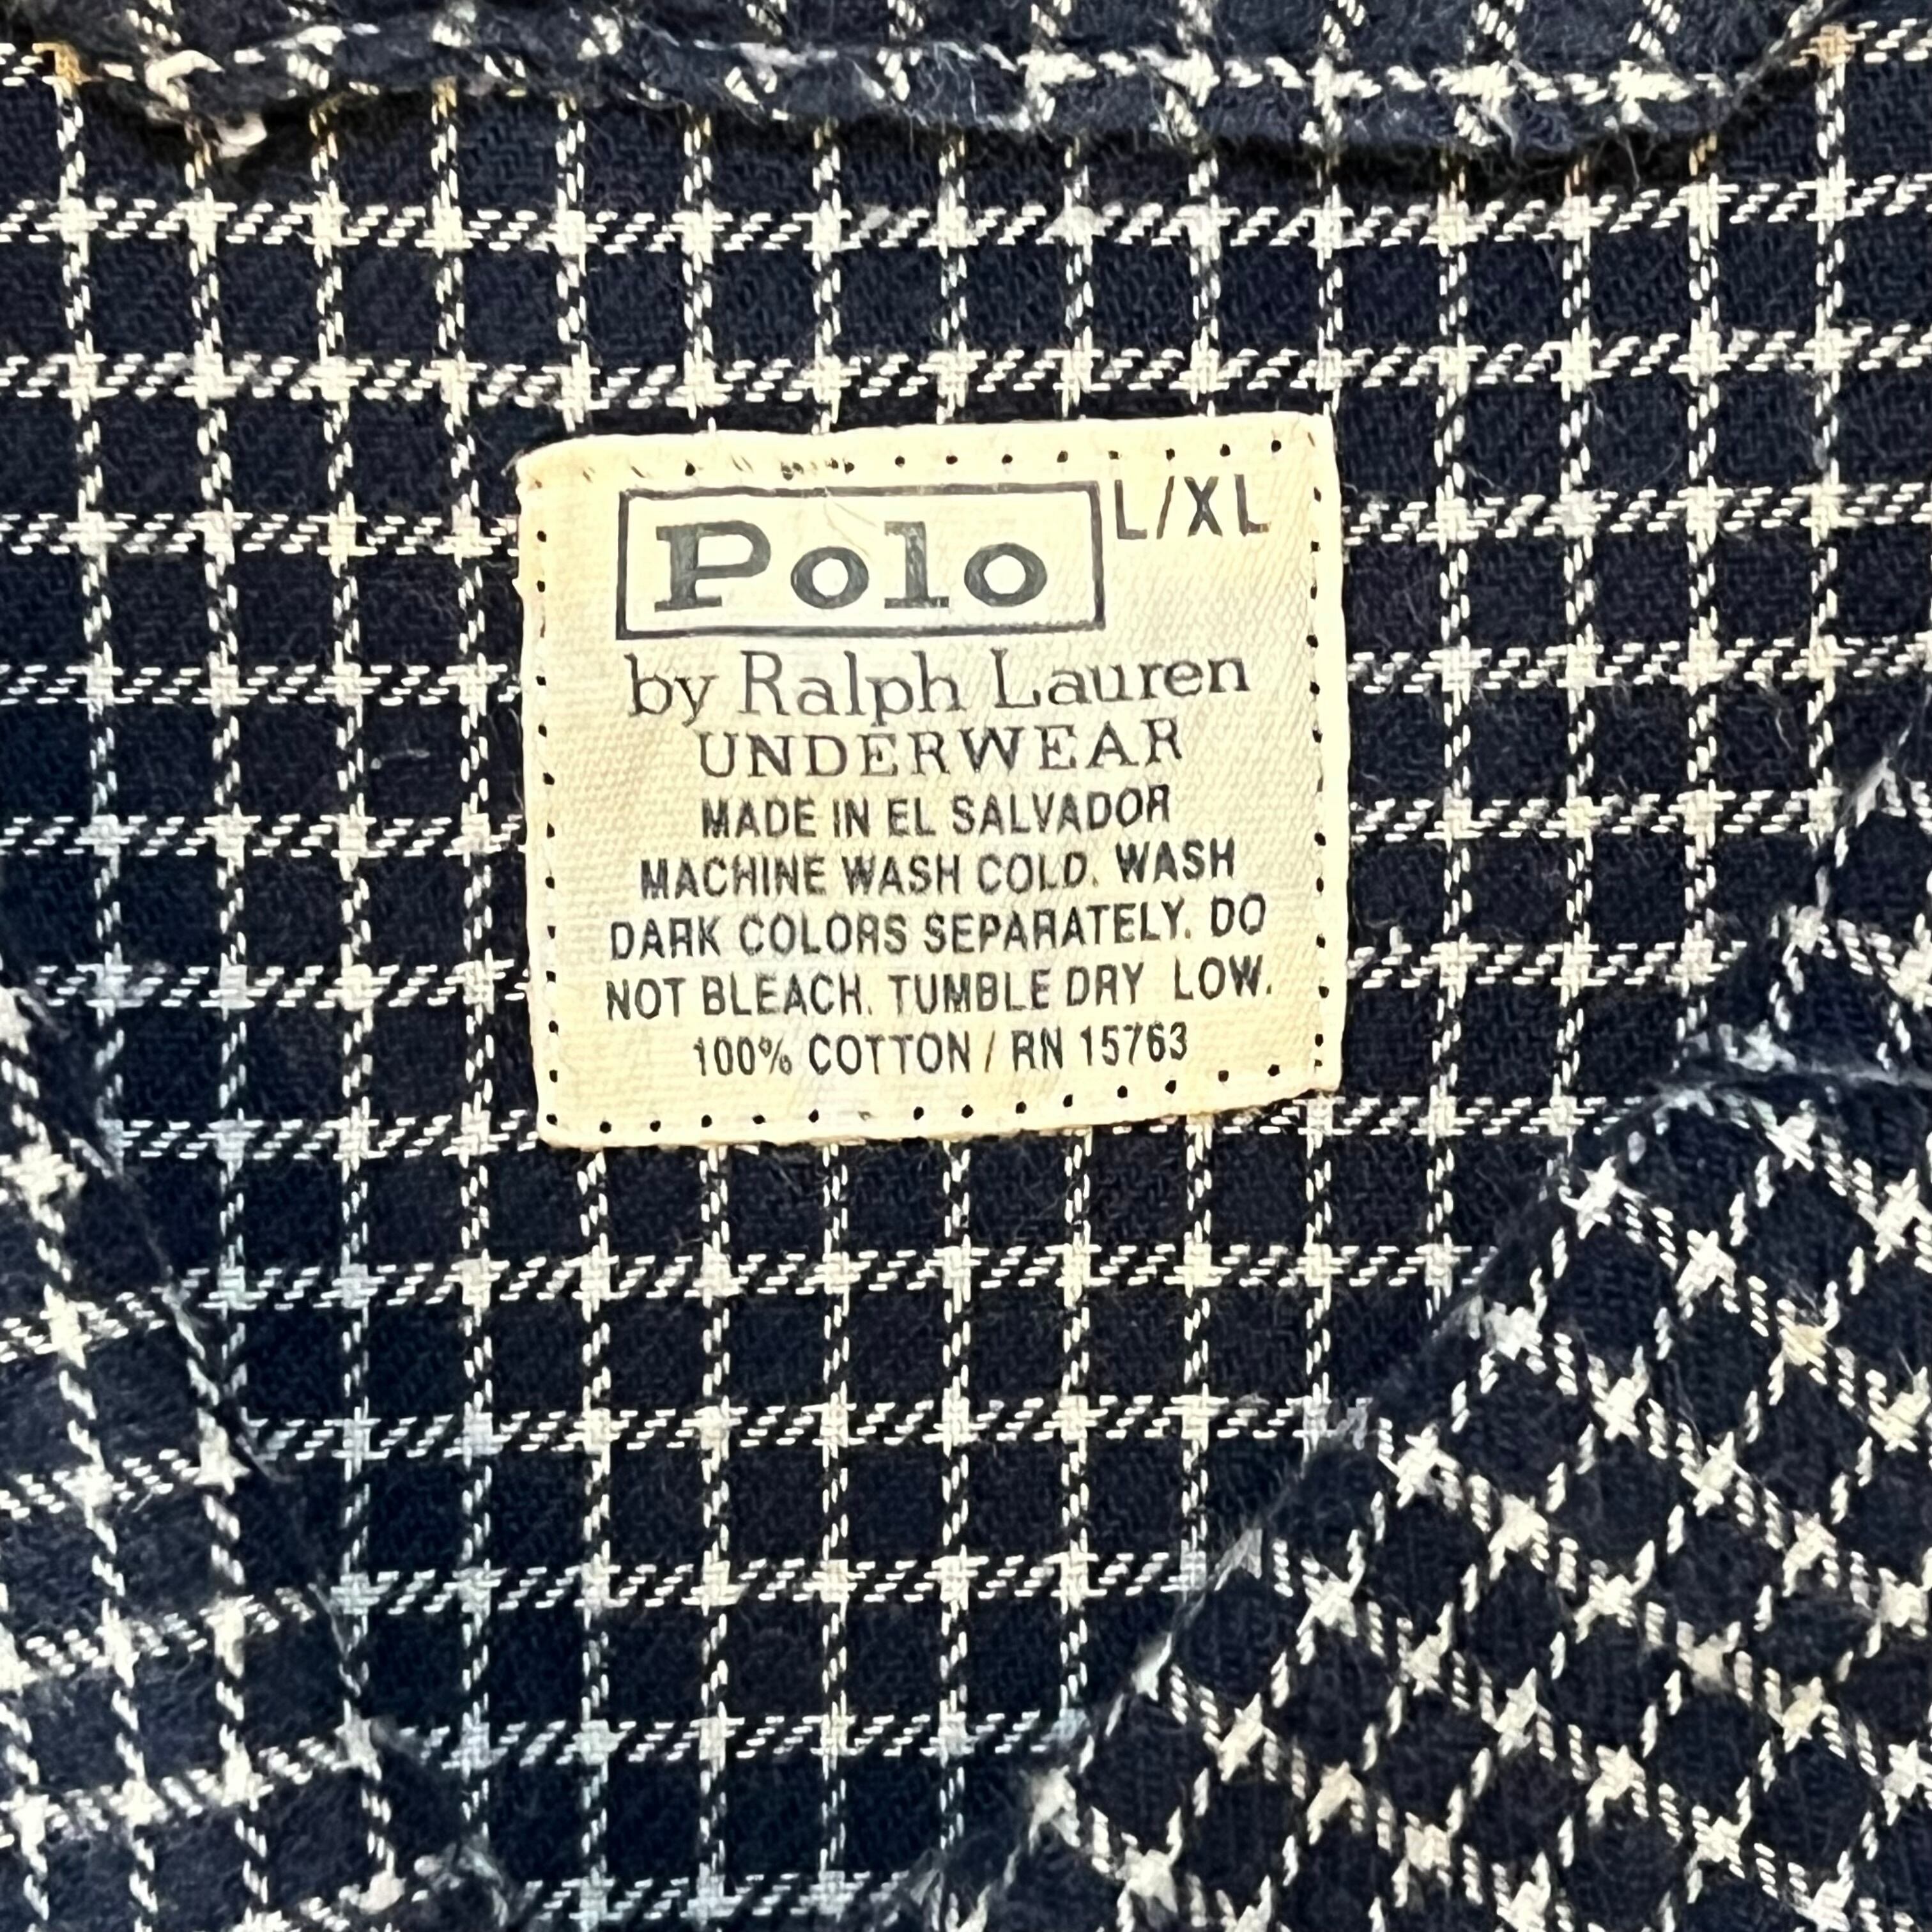 Polo L/XL
by Ralph Lauren
UNDERWEAR
MADE IN EL SALVADOR
MACHINE WASH COLD. WASH
DARK COLORS SEPARATELY. DO
NOT BLEACH. TUMBLE DRY LOW.
100% COTTON / RN 15763